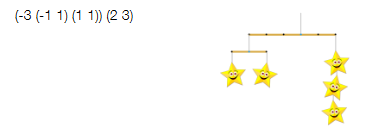 (-3 (-1 1) (1 1)) (2 3)